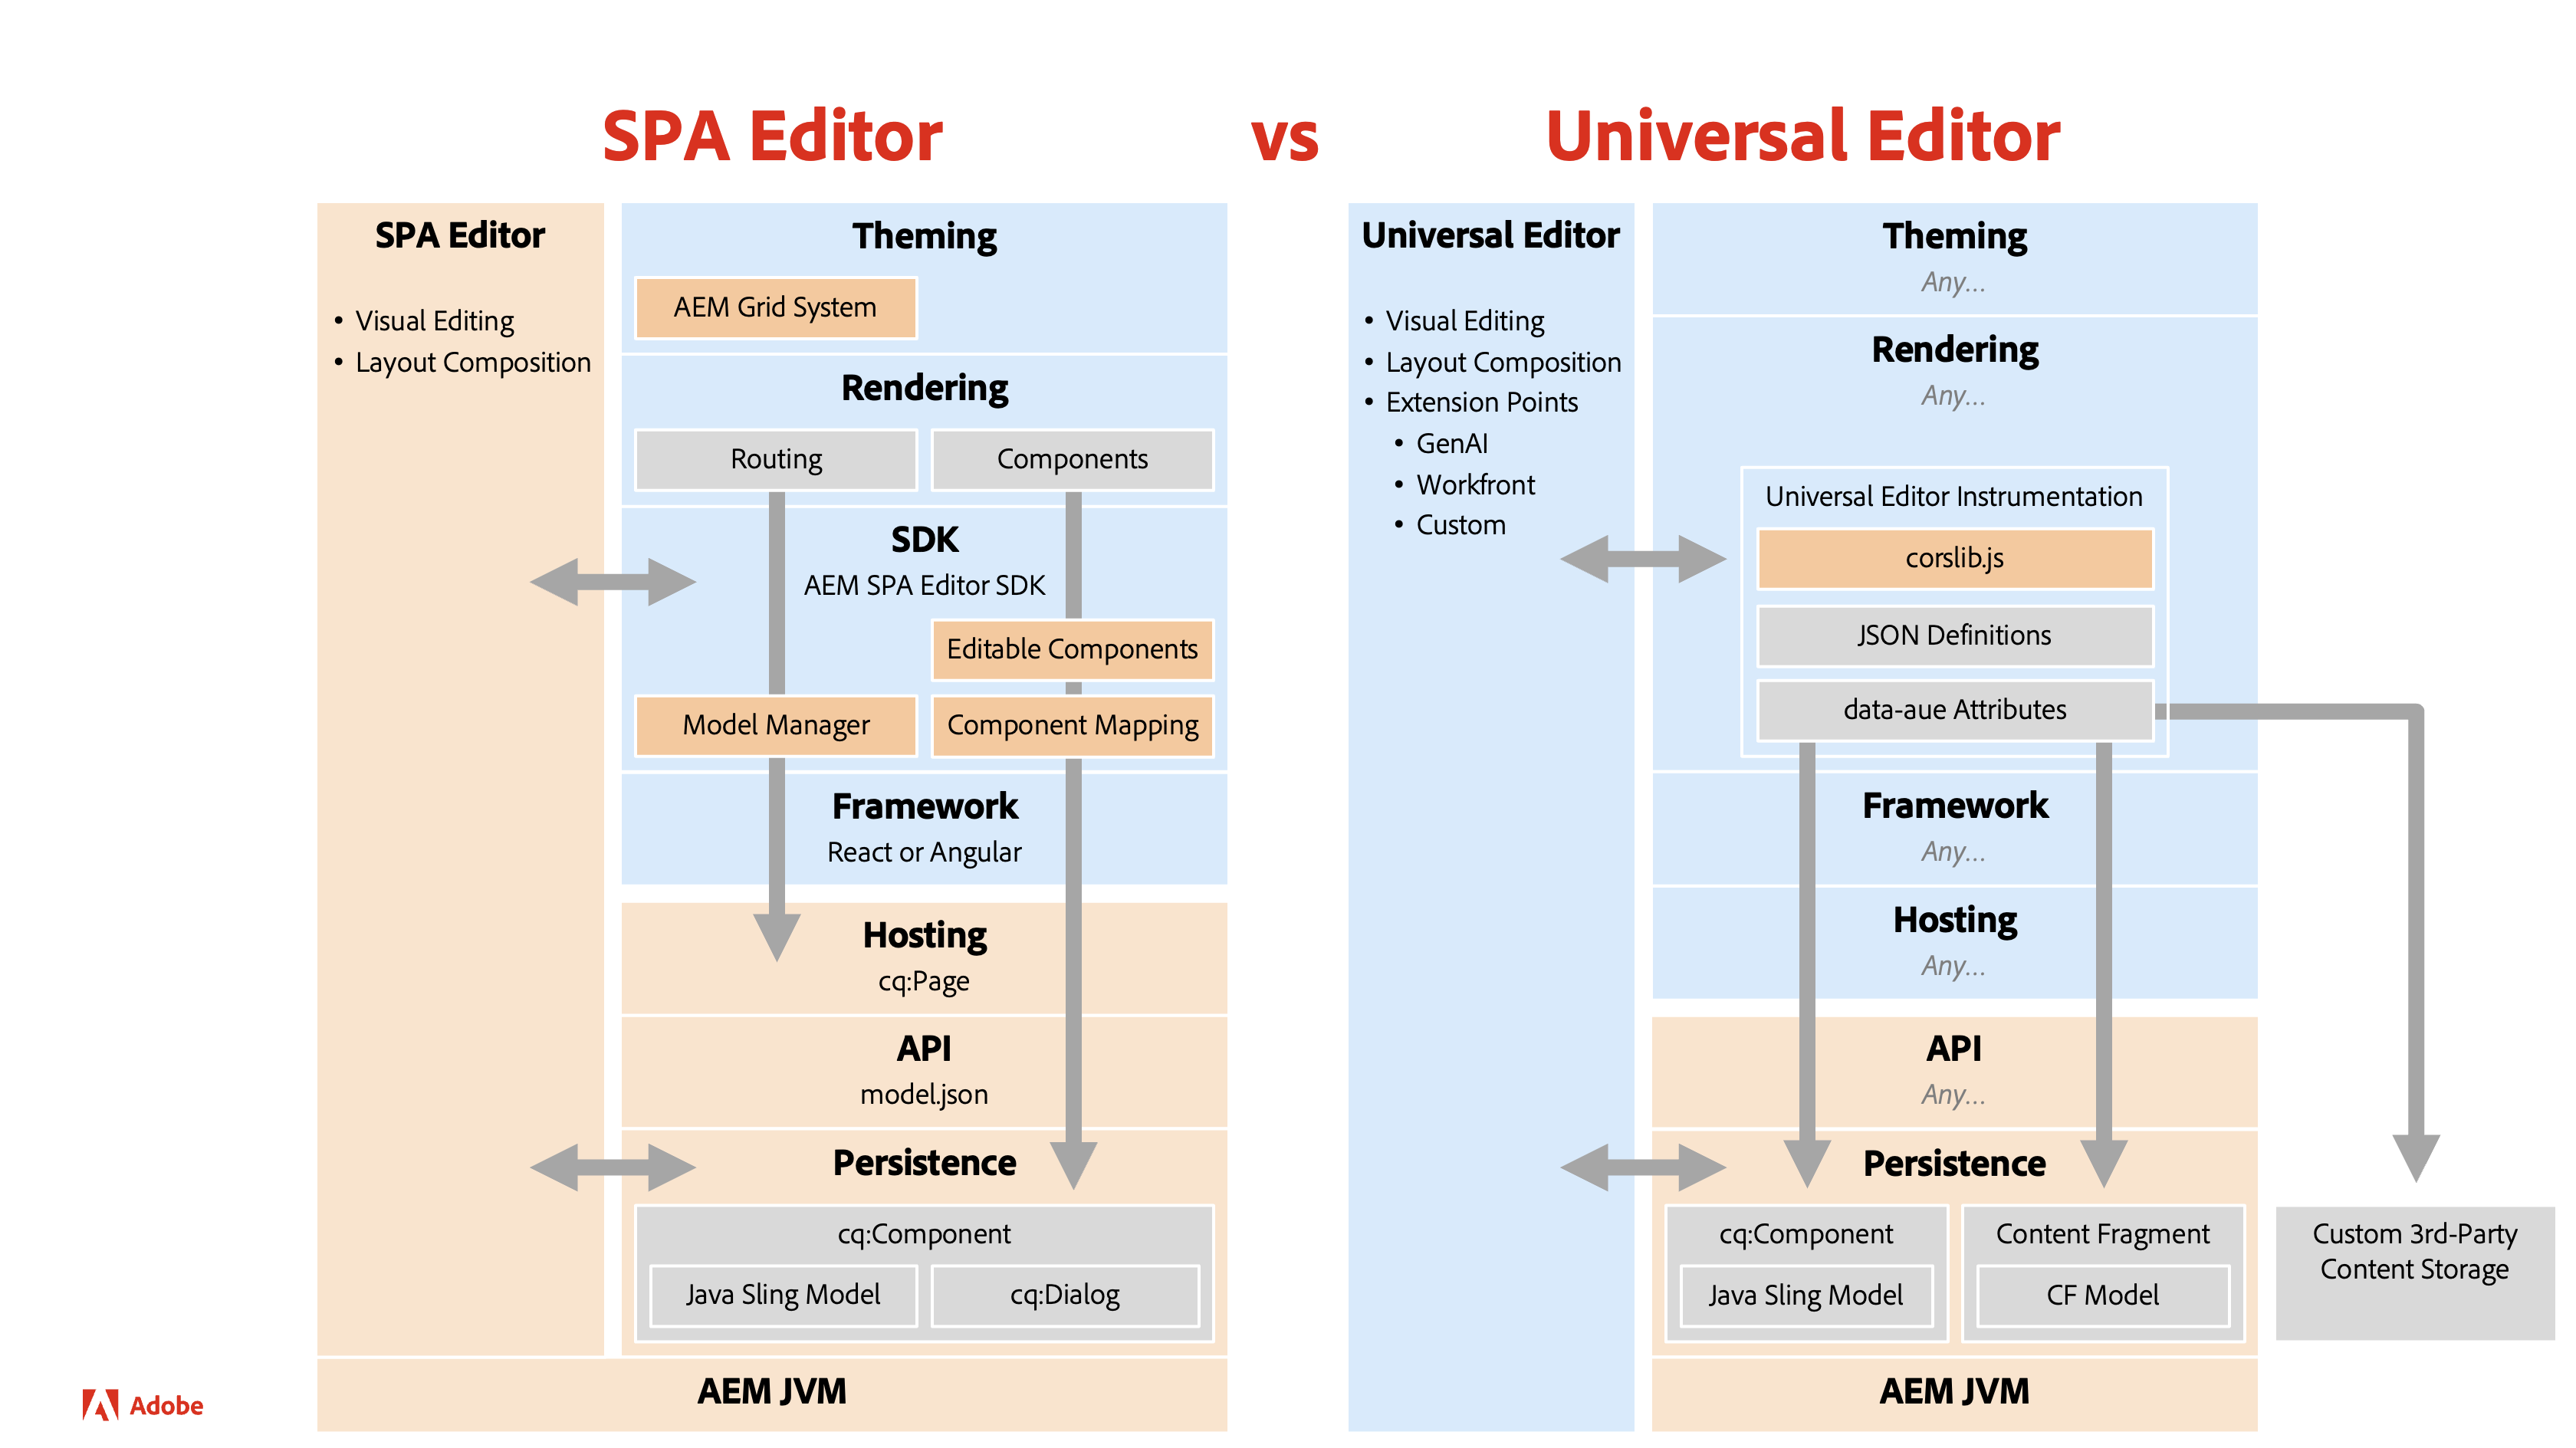 SPA Editor vs Universal Editor
SPA Editor
• Visual Editing
• Layout Composition
Theming
AEM Grid System
Rendering
Routing
Components
SDK
AEM SPA Editor SDK
Editable Components
Model Manager
Component Mapping
Framework
React or Angular
Hosting
cq:Page
API
model.json
Persistence
cq:Component
Java Sling Model
cq:Dialog
AEM JVM
Universal Editor
• Visual Editing
• Layout Composition
• Extension Points
• GenAI
• Workfront
• Custom
Theming
Any...
Rendering
Any...
Universal Editor Instrumentation
corslib.js
JSON Definitions
data-aue Attributes
Framework
Any...
Hosting
Any...
API
Any...
Persistence
cq:Component
Java Sling Model
Content Fragment
CF Model
Custom 3rd-Party
Content Storage
AEM JVM
Adobe